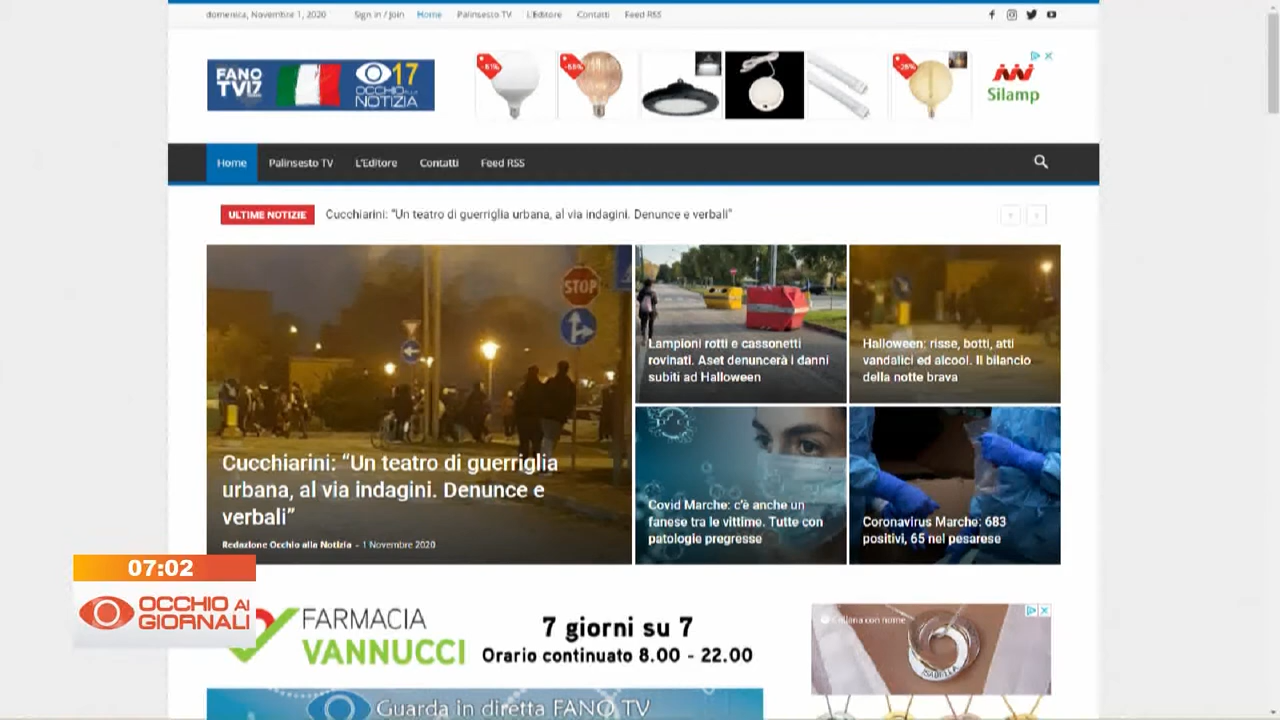 domenica, Novembre 1, 2020 Sign in / Join Home Palinsesto TV L'Editore Contatti Feed RSS
FANO TV17 17 OCCHIO ALLA NOTIZIA
-61%
Silamp
Home Palinsesto TV L'Editore Contatti Feed RSS
ULTIME NOTIZIE Cucchiarini: "Un teatro di guerriglia urbana, al via indagini. Denunce e verbali"
STOP
Cucchiarini: “Un teatro di guerriglia
urbana, al via indagini. Denunce e
verbali”
Redazione Occhio alla Notizia - 1 Novembre 2020
Lampioni rotti e cassonetti
rovinati. Aset denuncerà i danni
subiti ad Halloween
Halloween: risse, botti, atti
vandalici ed alcool. Il bilancio
della notte brava
Covid Marche: c'è anche un
fanese tra le vittime. Tutte con
patologie pregresse
Coronavirus Marche: 683
positivi, 65 nel pesarese
07:02
OCCHIO AI
GIORNALI
FARMACIA
VANNUCCI
7 giorni su 7
Orario continuato 8.00 - 22.00
Collana con nome
ISABELLA
Guarda in diretta FANO TV